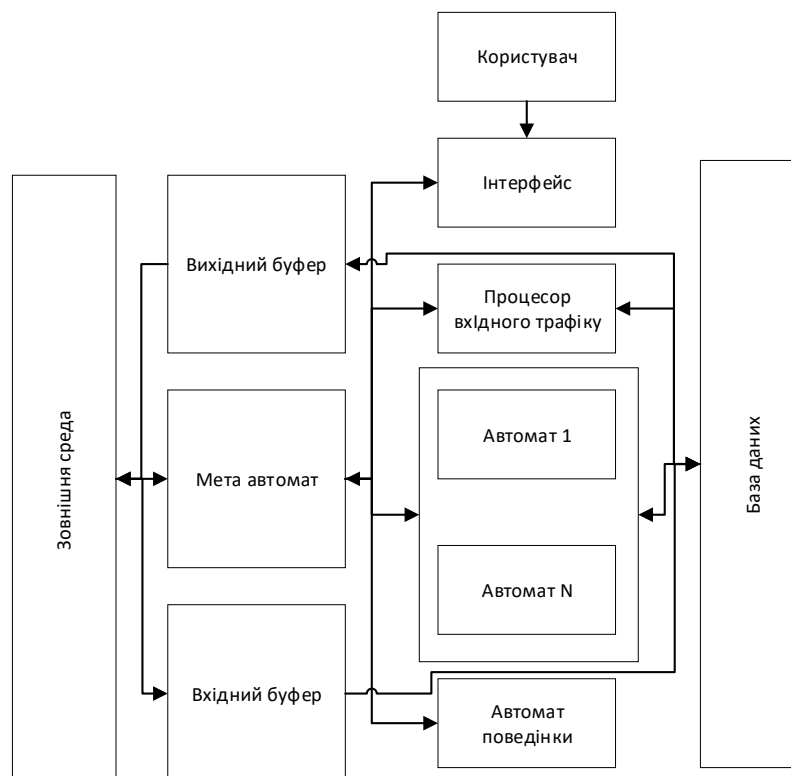 Користувач
Інтерфейс
Вихідний буфер
Процесор
вхІдного трафіку
Зовнішня среда
Мета автомат
Автомат 1
Автомат N
База даних
Вхідний буфер
Автомат
поведінки